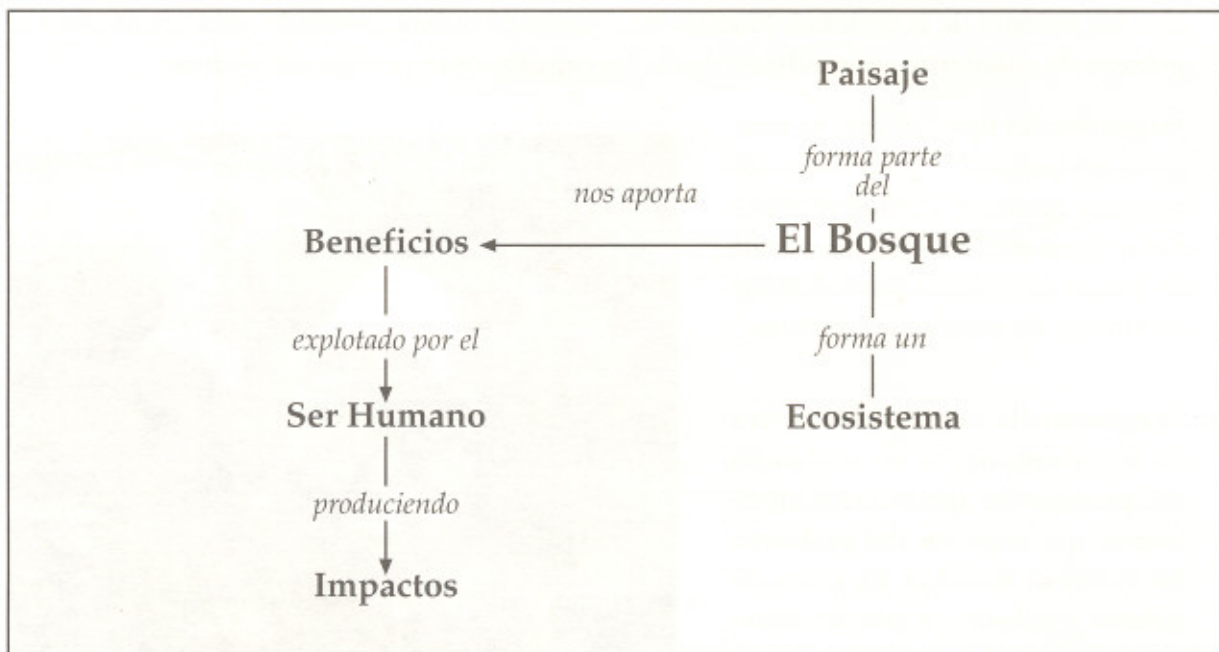 Paisaje
forma parte
del
nos aporta
Beneficios
El Bosque
explotado por el
forma un
Ser Humano
Ecosistema
produciendo
Impactos